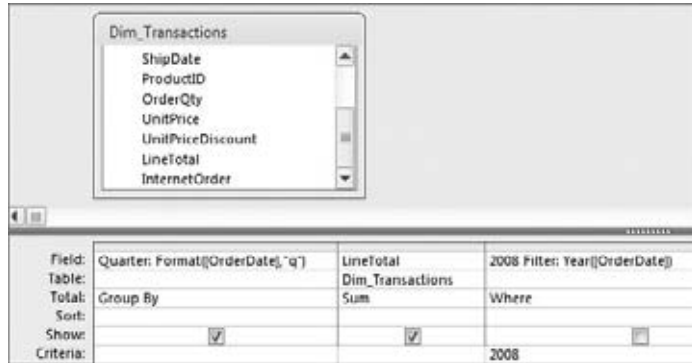 Dim_Transactions
ShipDate
ProductID
OrderQty
UnitPrice
UnitPriceDiscount
LineTotal
InternetOrder
Field: Quarter: Format([OrderDate],"q") LineTotal 2008 Filter: Year([OrderDate])
Table: Dim_Transactions
Total: Group By Sum Where
Sort:
Show:
Criteria: 2008